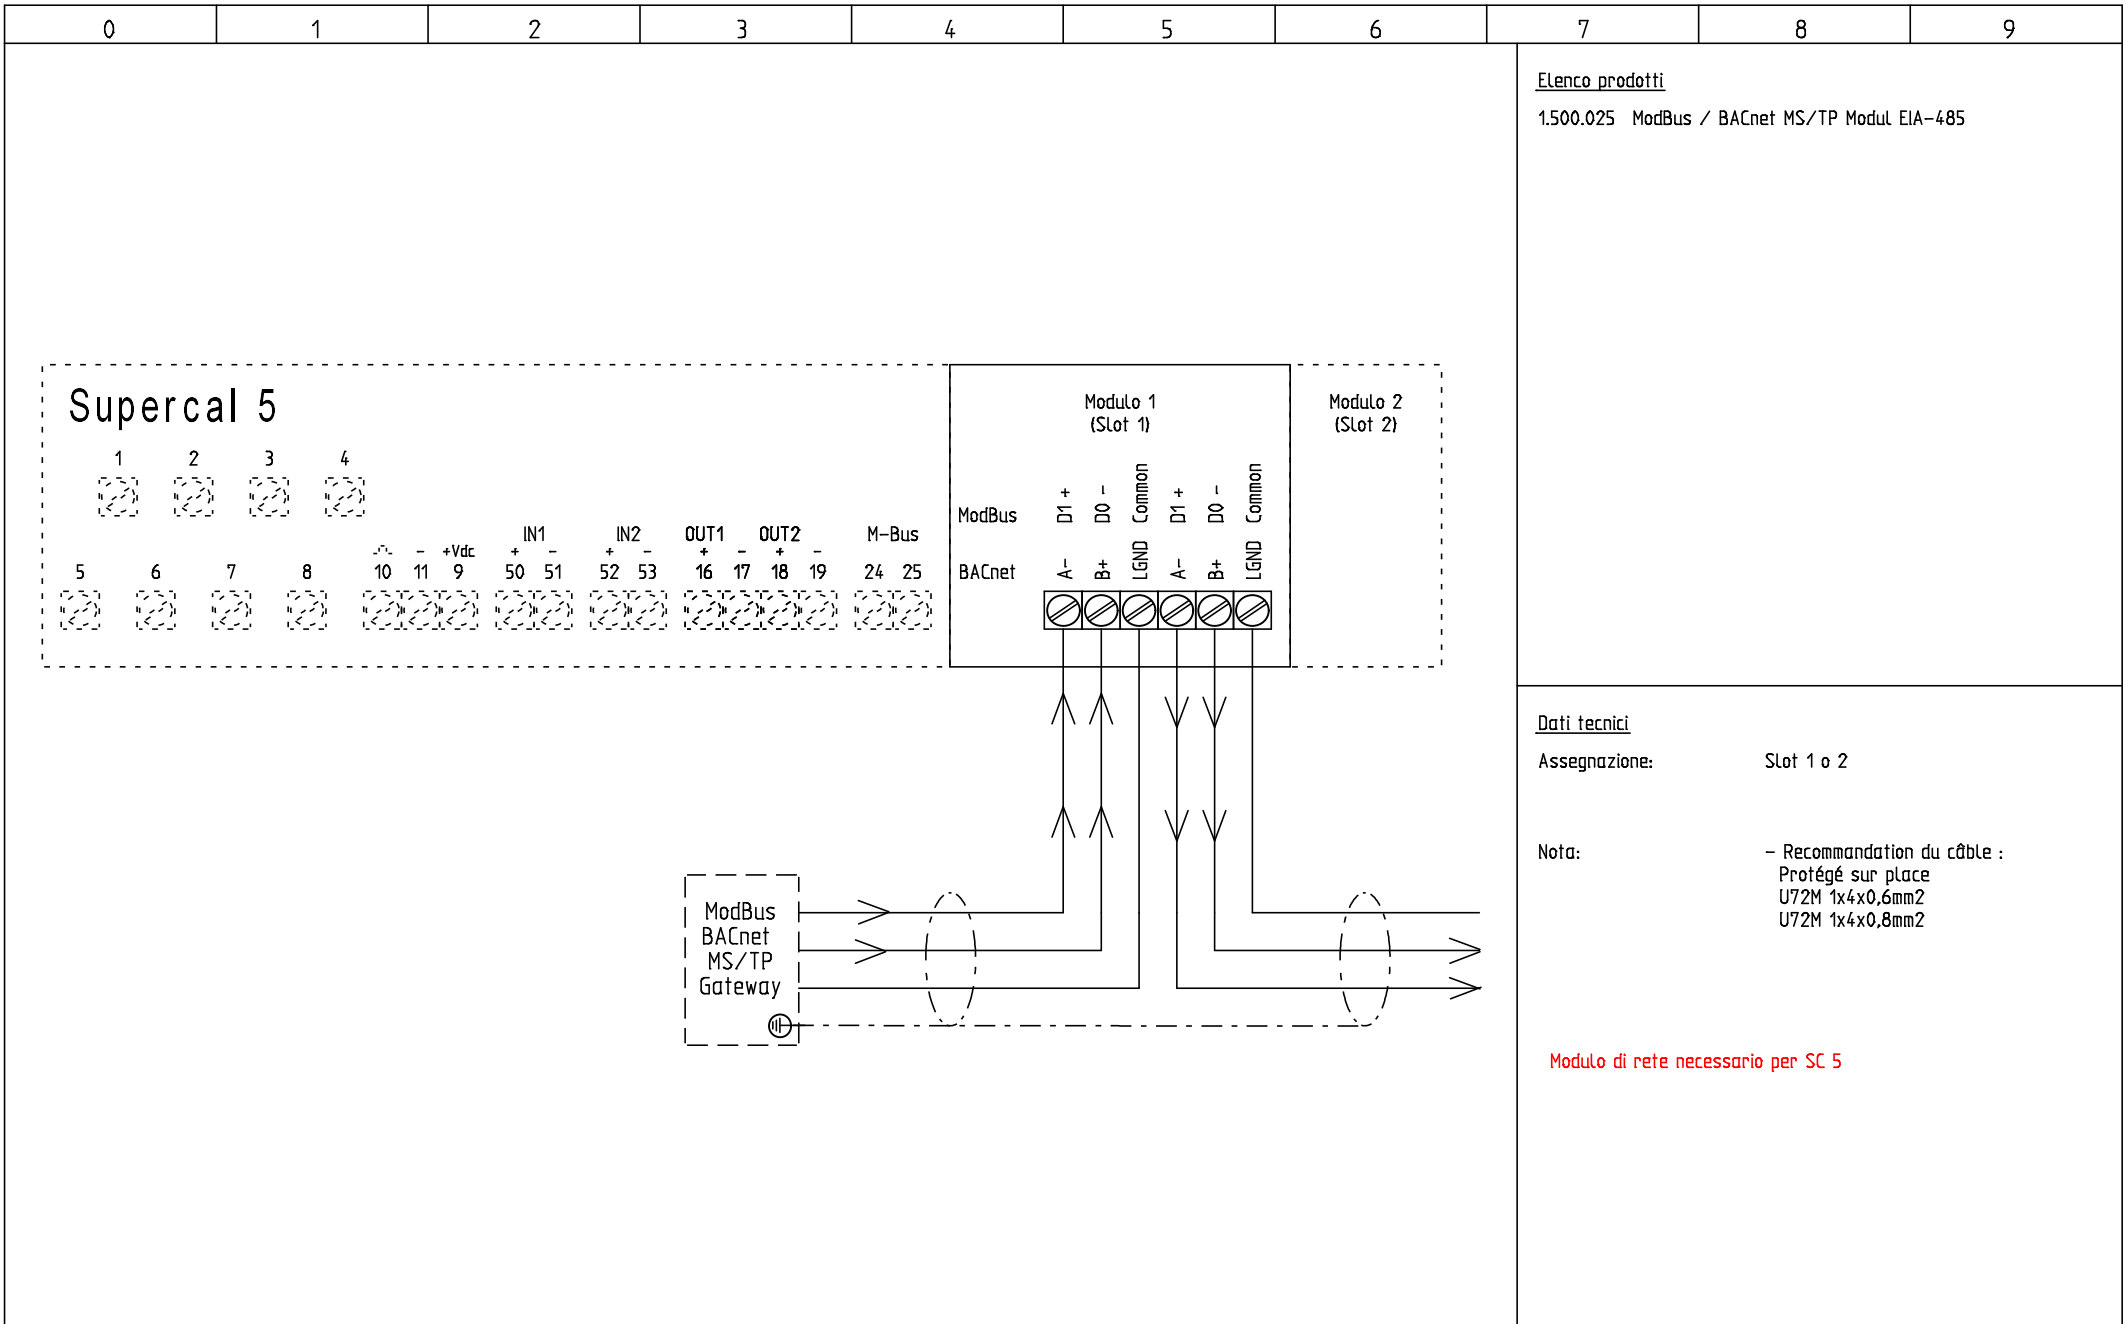 0 1 2 3 4 5 6 7 8 9
Elenco prodotti
1.500.025 ModBus / BACnet MS/TP Modul EIA-485
Supercal 5
Modulo 1
(Slot 1)
Modulo 2
(Slot 2)
1 2 3 4
ModBus D1 + D0 - Common D1 + D0 - Common
IN1 IN2 OUT1 OUT2 M-Bus
- +Vdc + - + - + - + -
5 6 7 8 10 11 9 50 51 52 53 16 17 18 19 24 25
BACnet A- B+ LGND A- B+ LGND
Dati tecnici
Assegnazione: Slot 1 o 2
Nota: - Recommandation du câble :
Protégé sur place
U72M 1x4x0,6mm2
U72M 1x4x0,8mm2
ModBus
BACnet
MS/TP
Gateway
Modulo di rete necessario per SC 5